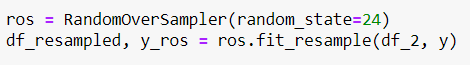 ros = RandomOverSampler(random_state=24)
df_resampled, y_ros = ros.fit_resample(df_2, y)